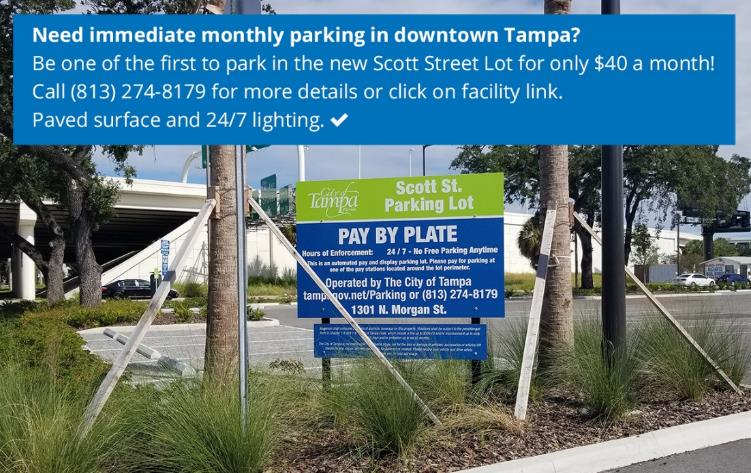 Need immediate monthly parking in downtown Tampa?
Be one of the first to park in the new Scott Street Lot for only $40 a month!
Call (813) 274-8179 for more details or click on facility link.
Paved surface and 24/7 lighting. ✔
City of
Tampa
Scott St.
Parking Lot
PAY BY PLATE
Hours of Enforcement: 24 / 7 - No Free Parking Anytime
This is an automated pay and display parking lot. Please pay for parking at
one of the pay stations located around the lot perimeter.
Operated by The City of Tampa
tampagov.net/Parking or (813) 274-8179
1301 N. Morgan St.